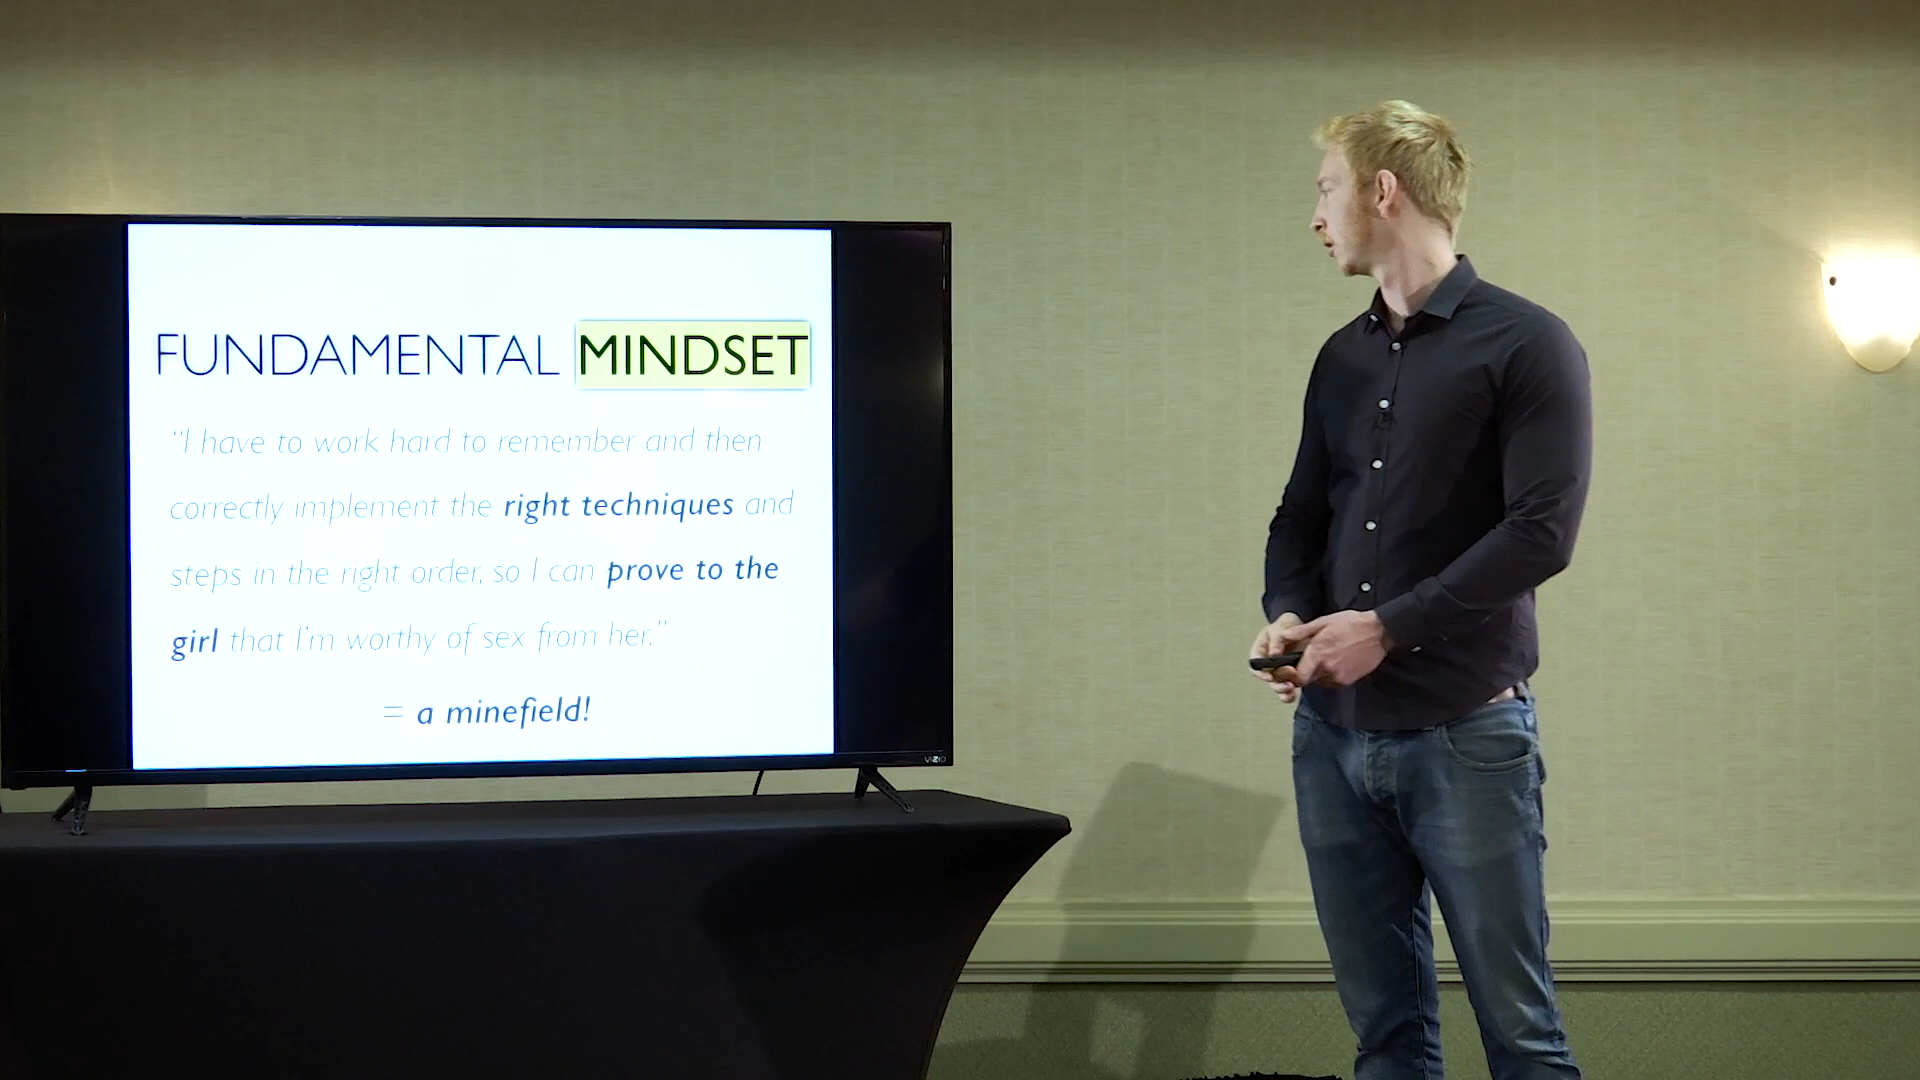 FUNDAMENTAL MINDSET
“I have to work hard to remember and then
correctly implement the right techniques and
steps in the right order, so I can prove to the
girl that I'm worthy of sex from her.”
= a minefield!
VIZIO